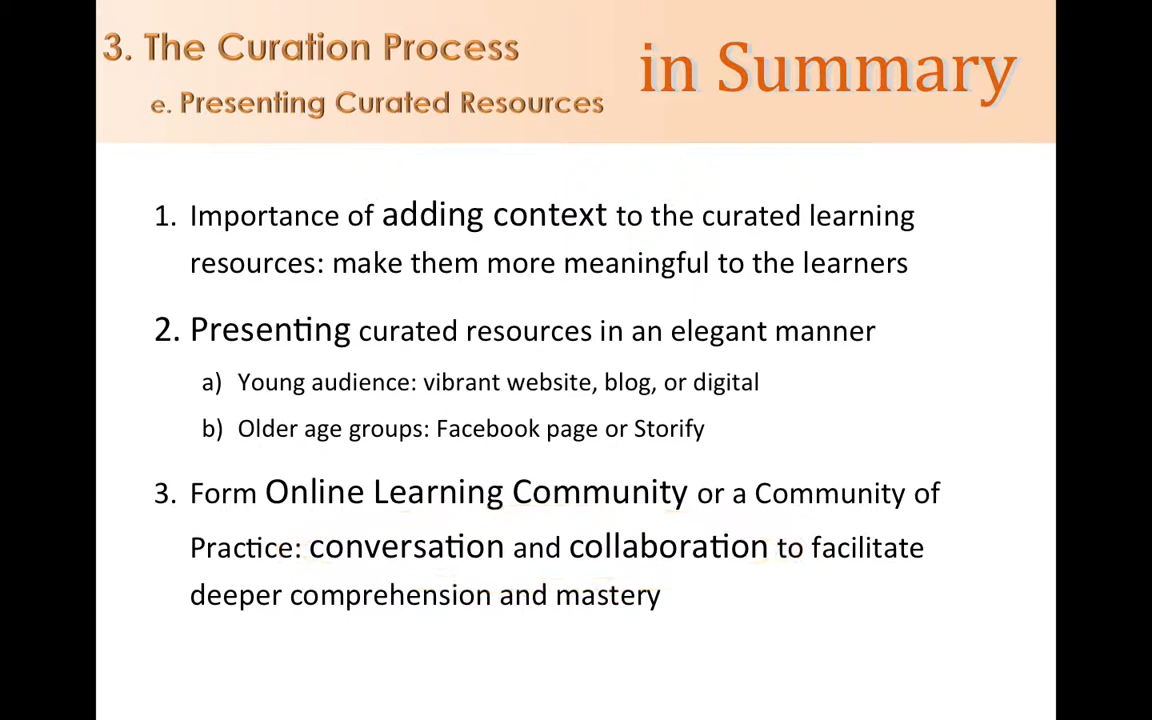 3. The Curation Process
in Summary
e. Presenting Curated Resources
1. Importance of adding context to the curated learning
resources: make them more meaningful to the learners
2. Presenting curated resources in an elegant manner
a) Young audience: vibrant website, blog, or digital
b) Older age groups: Facebook page or Storify
3. Form Online Learning Community or a Community of
Practice: conversation and collaboration to facilitate
deeper comprehension and mastery